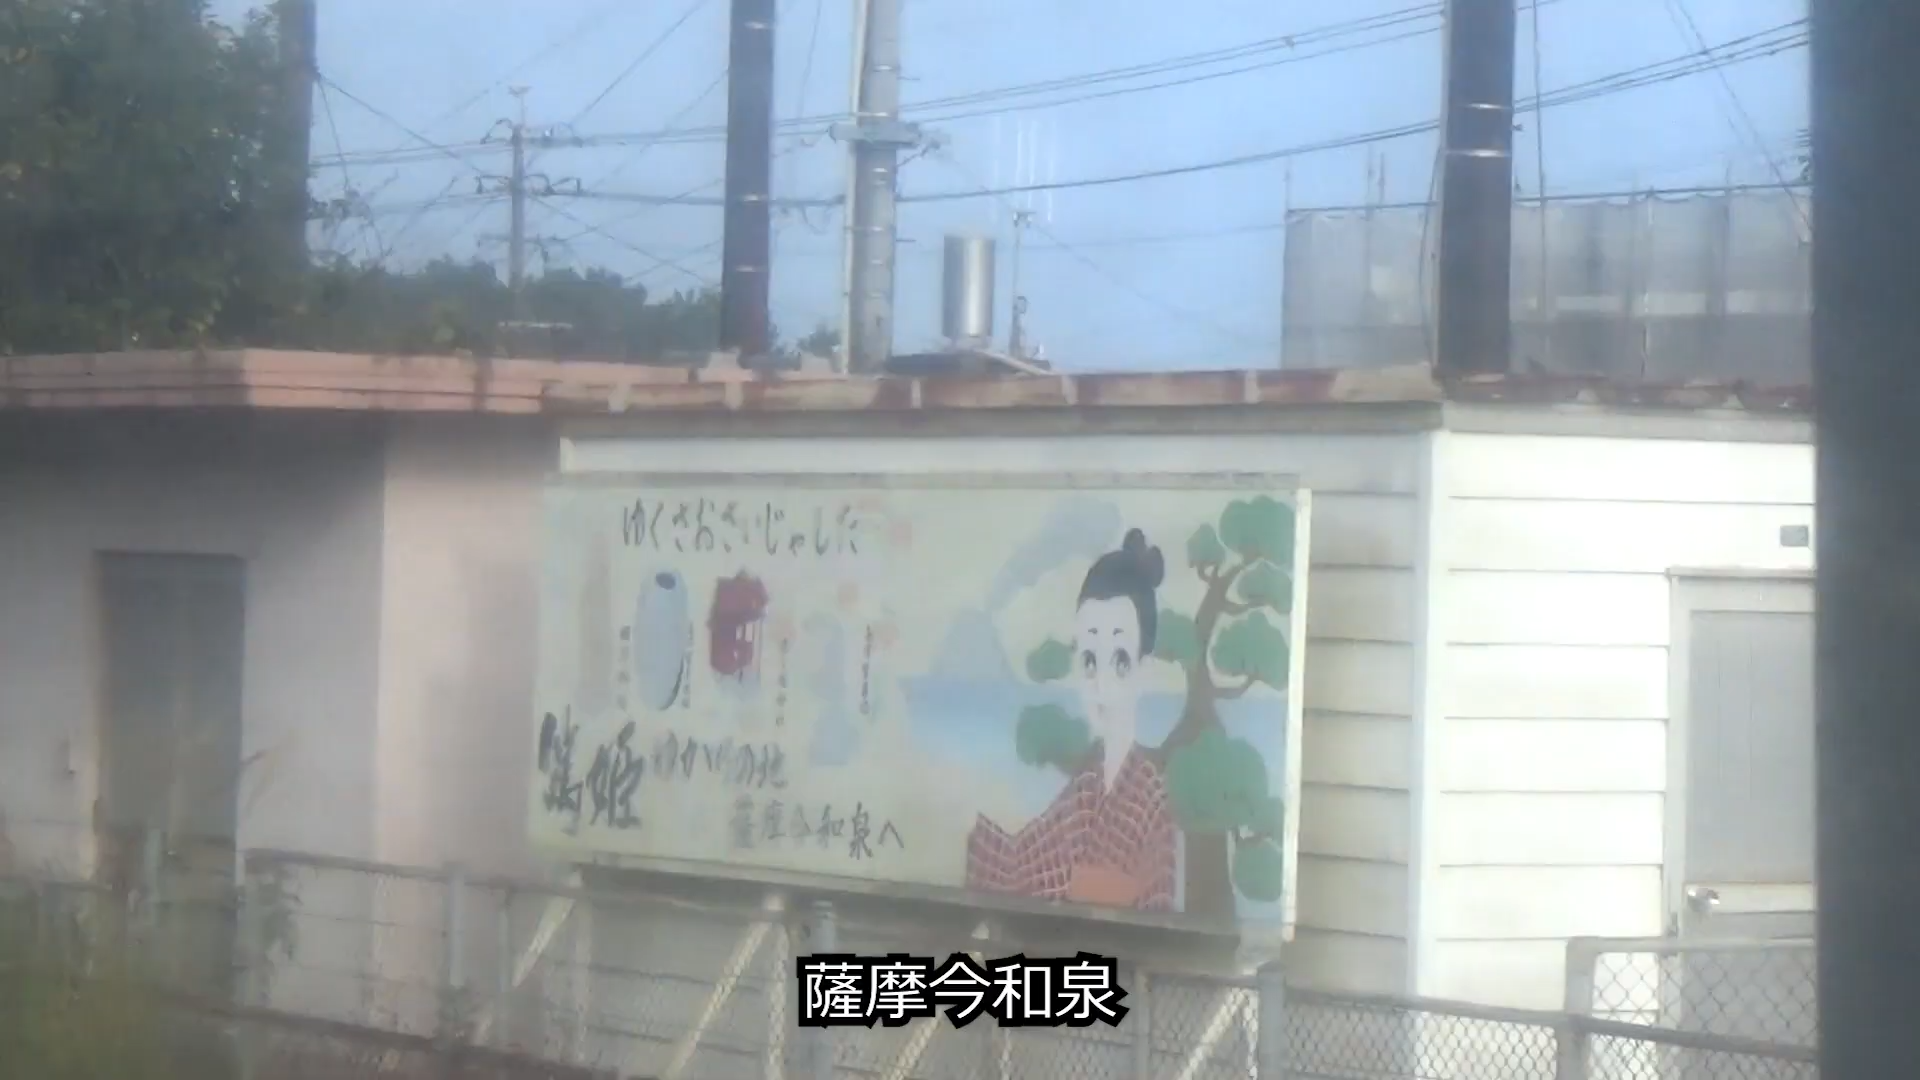 ゆくさおさいじゃした
篤姫ゆかりの地
薩摩今和泉へ
薩摩今和泉